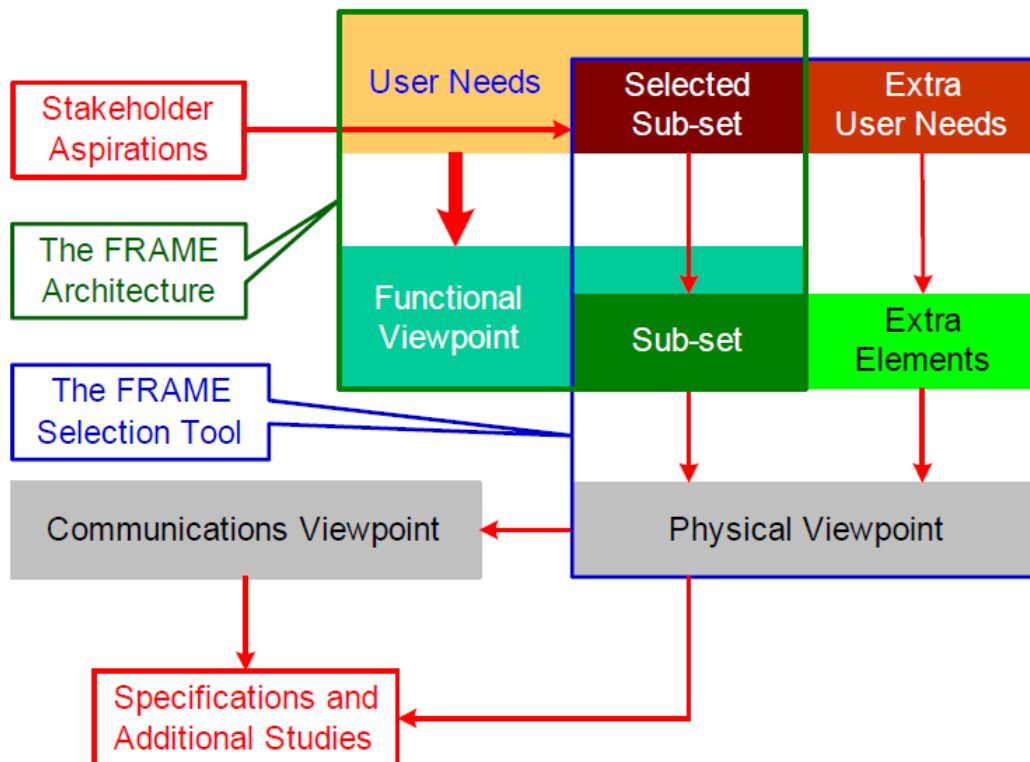 User Needs
Selected
Sub-set
Extra
User Needs
Stakeholder
Aspirations
The FRAME
Architecture
Functional
Viewpoint
Sub-set
Extra
Elements
The FRAME
Selection Tool
Communications Viewpoint
Physical Viewpoint
Specifications and
Additional Studies